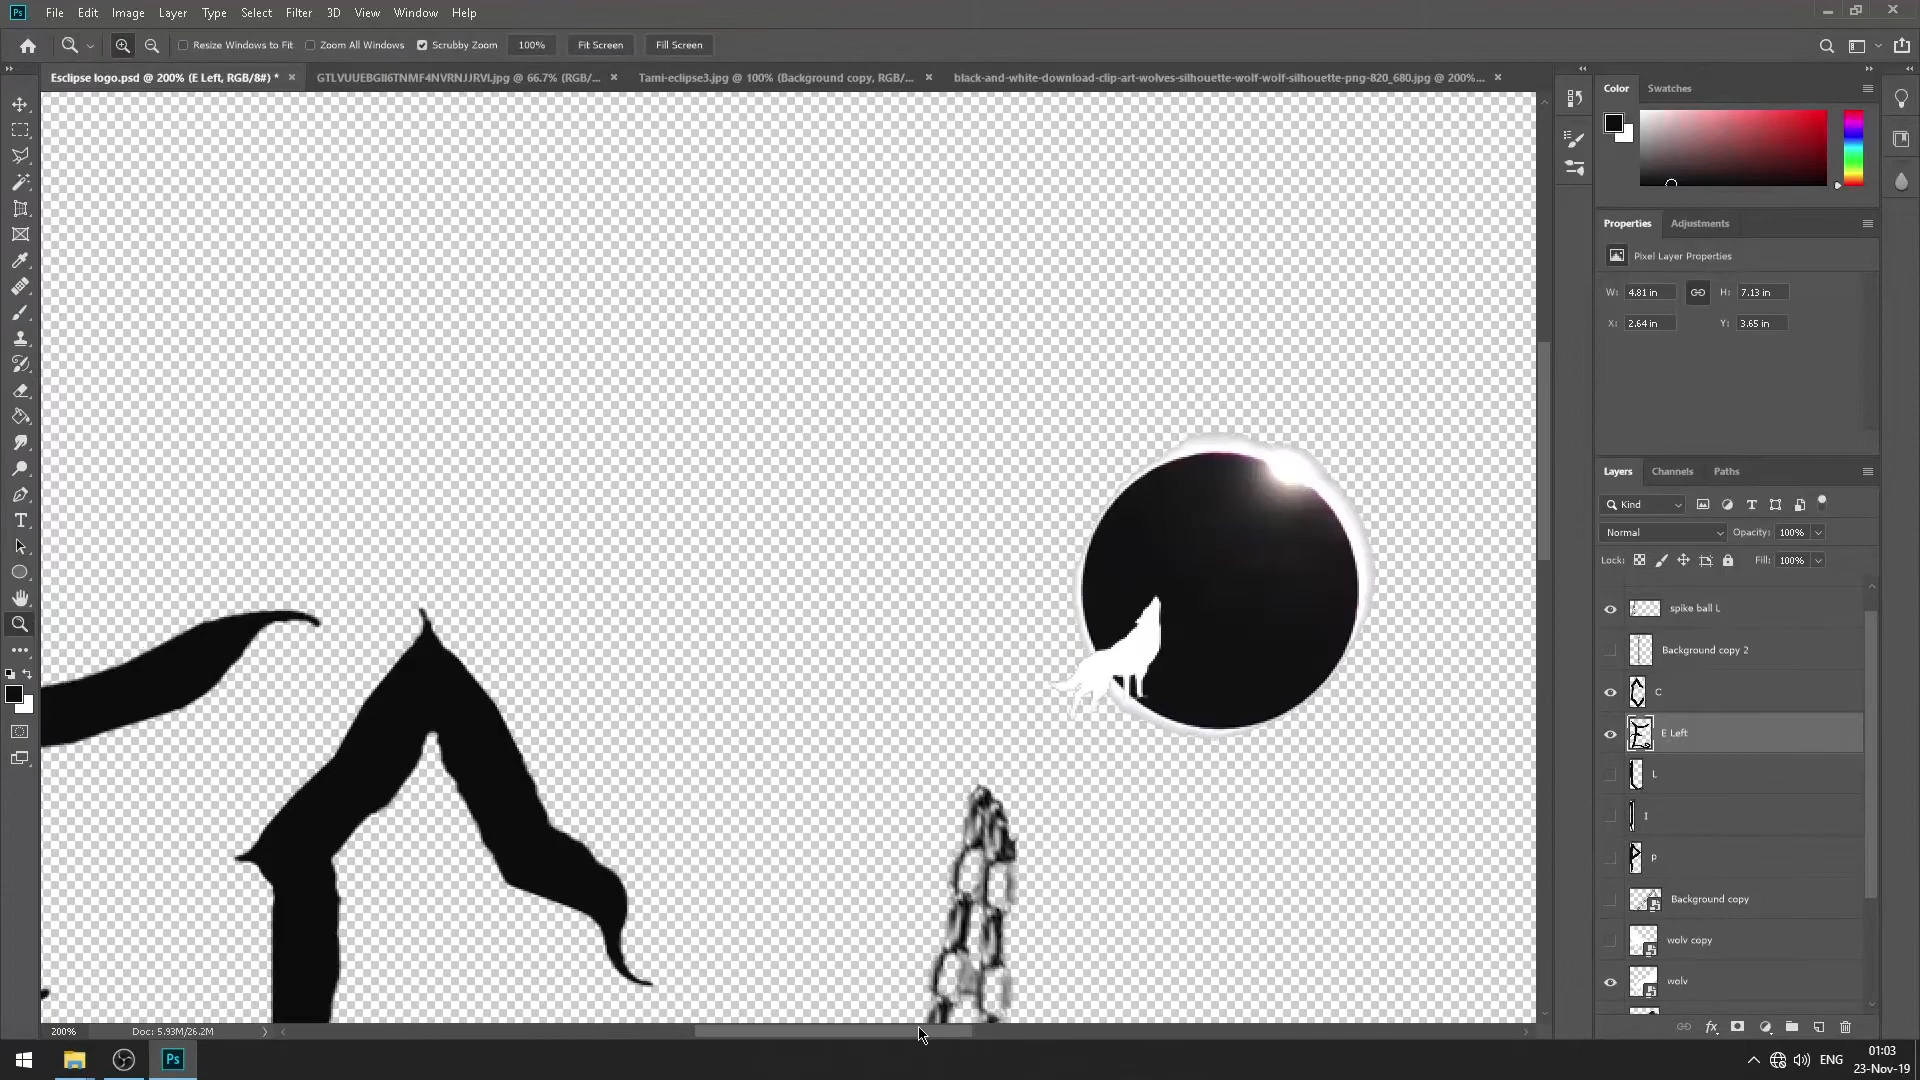 Ps File Edit Image Layer Type Select Filter 3D View Window Help
Resize Windows to Fit Zoom All Windows Scrubby Zoom 100% Fit Screen Fill Screen
Esclipse logo.psd @ 200% (E Left, RGB/8#) * GTLVUUEBGII6TNMF4NVRNJJRVI.jpg @ 66.7% (RGB/... Tami-eclipse3.jpg @ 100% (Background copy, RGB/... black-and-white-download-clip-art-wolves-silhouette-wolf-wolf-silhouette-png-820_680.jpg @ 200%...
Color Swatches
Properties Adjustments
Pixel Layer Properties
W: 4.81 in H: 7.13 in
X: 2.64 in Y: 3.65 in
Layers Channels Paths
Kind
Normal Opacity: 100%
Lock: Fill: 100%
spike ball L
Background copy 2
C
E Left
L
I
p
Background copy
wolv copy
wolv
T
fx
200% Doc: 5.93M/26.2M
Ps ENG 01:03
23-Nov-19